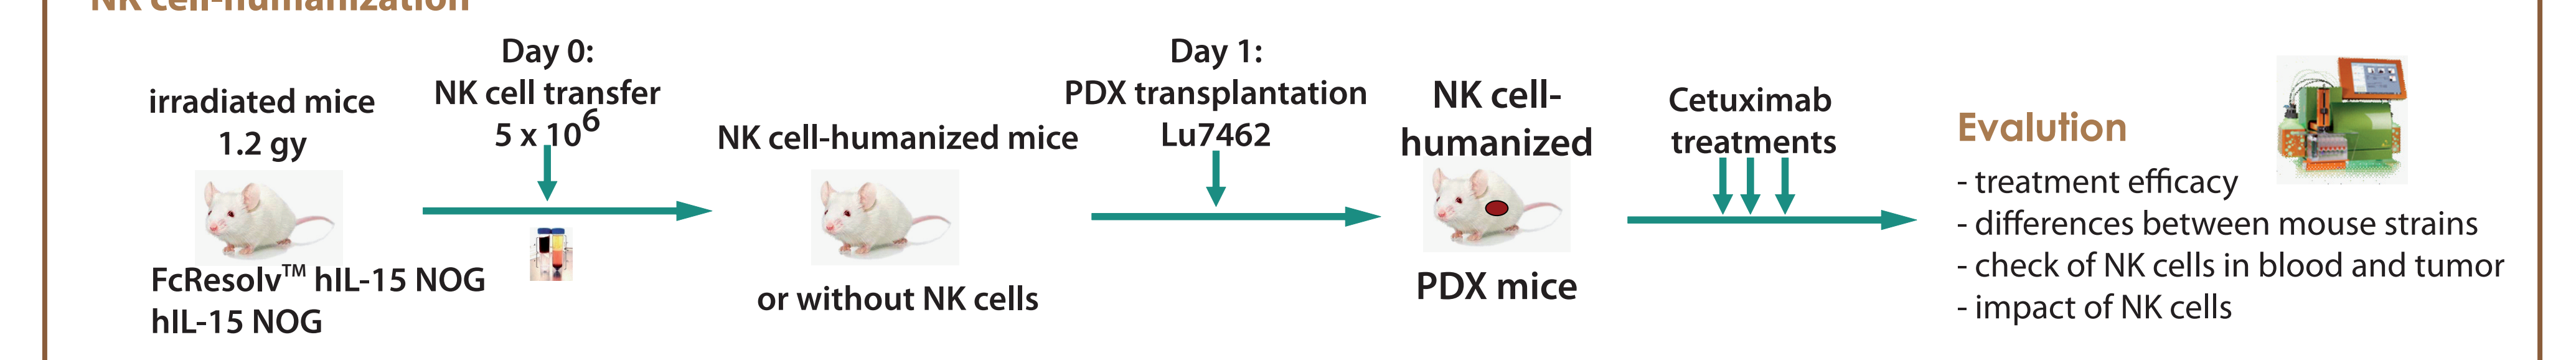 NK cell-humanization
irradiated mice
1.2 gy
FcResolv™ hIL-15 NOG
hIL-15 NOG
Day 0:
NK cell transfer
5 x 10⁶
NK cell-humanized mice
or without NK cells
Day 1:
PDX transplantation
Lu7462
NK cell-
humanized
PDX mice
Cetuximab
treatments
Evalution
- treatment efficacy
- differences between mouse strains
- check of NK cells in blood and tumor
- impact of NK cells